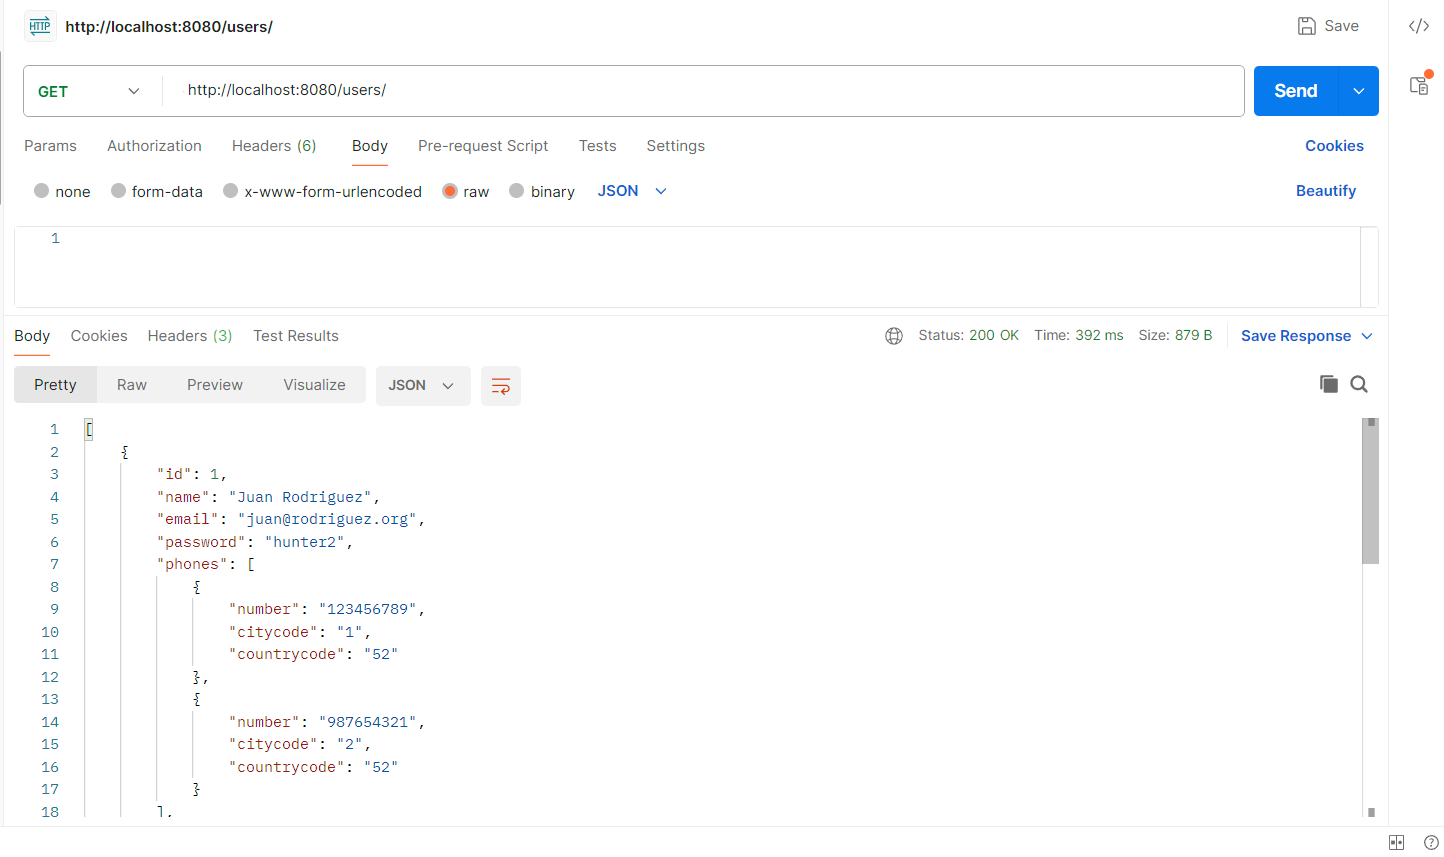 HTTP http://localhost:8080/users/ Save </>
GET http://localhost:8080/users/ Send
Params Authorization Headers (6) Body Pre-request Script Tests Settings Cookies
none form-data x-www-form-urlencoded raw binary JSON Beautify
1
Body Cookies Headers (3) Test Results Status: 200 OK Time: 392 ms Size: 879 B Save Response
Pretty Raw Preview Visualize JSON
1 [
2 {
3 "id": 1,
4 "name": "Juan Rodriguez",
5 "email": "juan@rodriguez.org",
6 "password": "hunter2",
7 "phones": [
8 {
9 "number": "123456789",
10 "citycode": "1",
11 "countrycode": "52"
12 },
13 {
14 "number": "987654321",
15 "citycode": "2",
16 "countrycode": "52"
17 }
18 ],